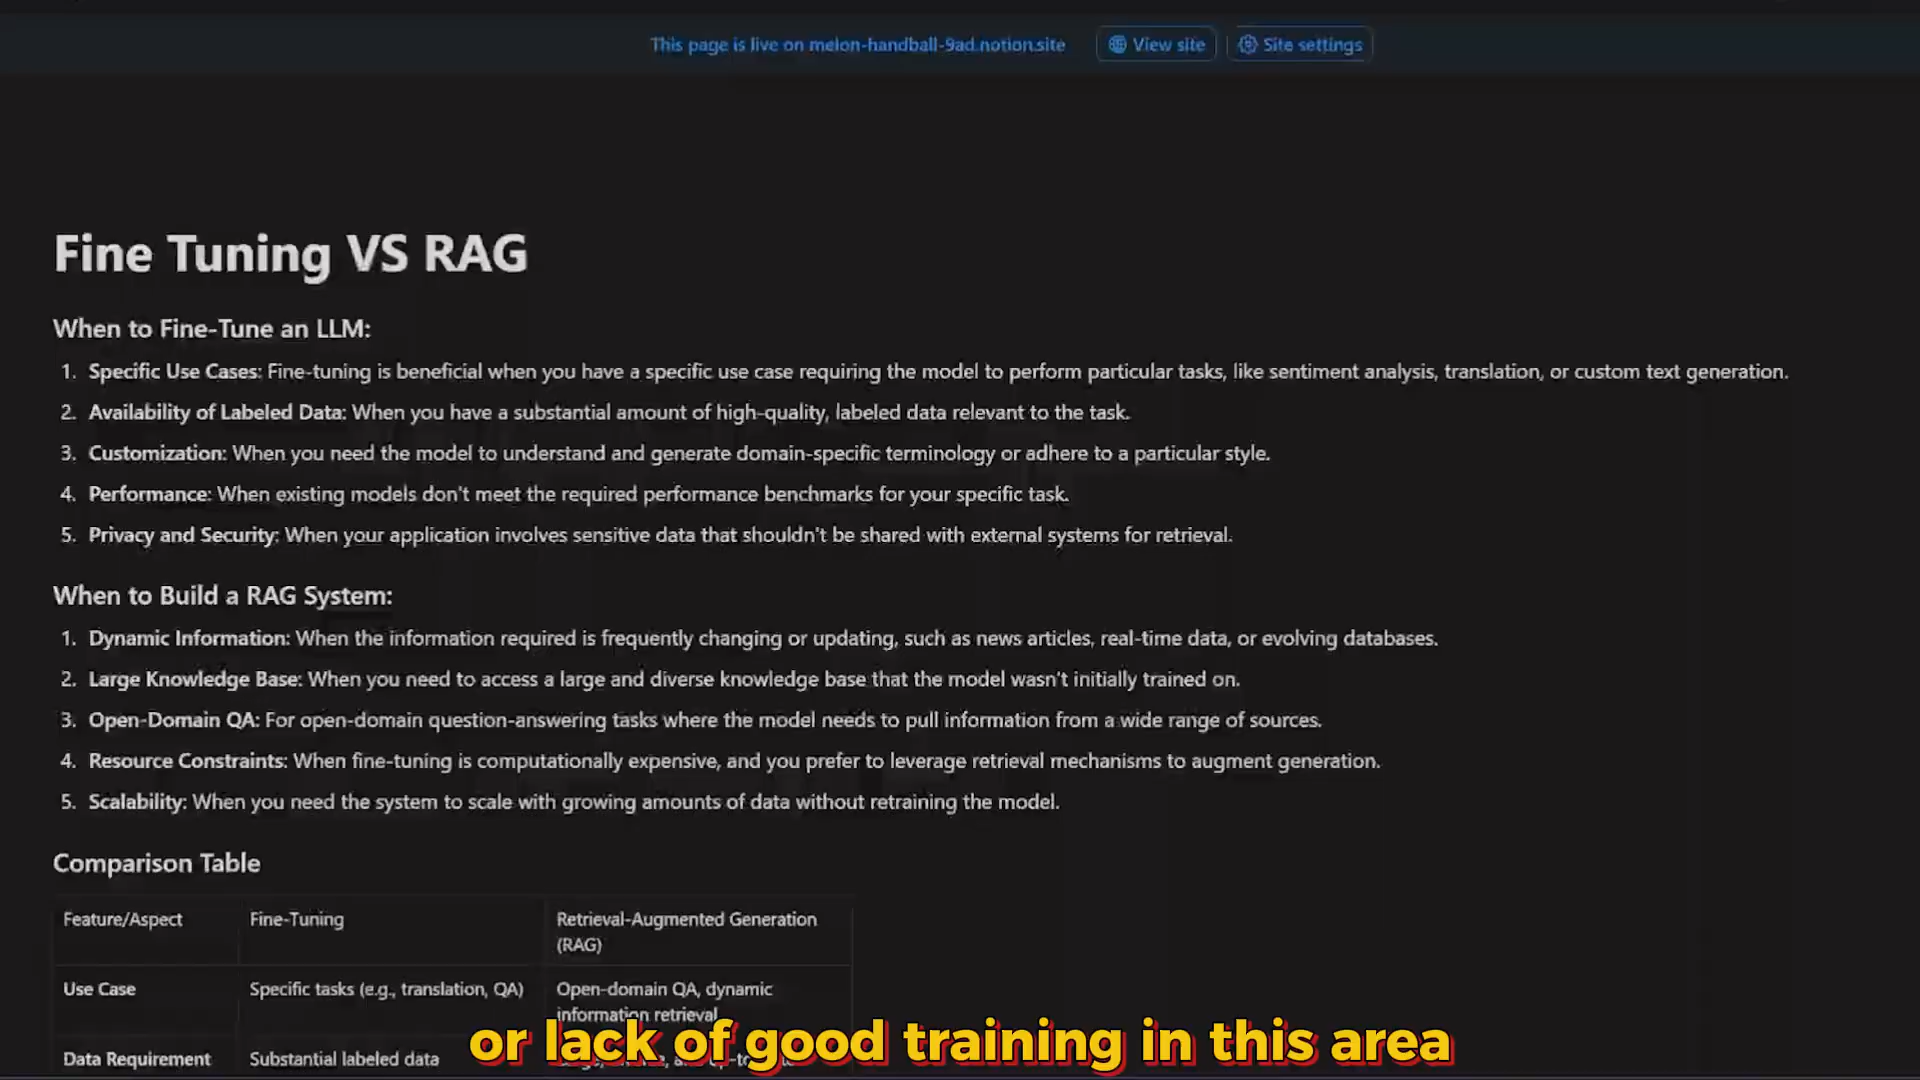 This page is live on melon-handball-9ad.notion.site View site Site settings
Fine Tuning VS RAG
When to Fine-Tune an LLM:
1. Specific Use Cases: Fine-tuning is beneficial when you have a specific use case requiring the model to perform particular tasks, like sentiment analysis, translation, or custom text generation.
2. Availability of Labeled Data: When you have a substantial amount of high-quality, labeled data relevant to the task.
3. Customization: When you need the model to understand and generate domain-specific terminology or adhere to a particular style.
4. Performance: When existing models don't meet the required performance benchmarks for your specific task.
5. Privacy and Security: When your application involves sensitive data that shouldn't be shared with external systems for retrieval.
When to Build a RAG System:
1. Dynamic Information: When the information required is frequently changing or updating, such as news articles, real-time data, or evolving databases.
2. Large Knowledge Base: When you need to access a large and diverse knowledge base that the model wasn't initially trained on.
3. Open-Domain QA: For open-domain question-answering tasks where the model needs to pull information from a wide range of sources.
4. Resource Constraints: When fine-tuning is computationally expensive, and you prefer to leverage retrieval mechanisms to augment generation.
5. Scalability: When you need the system to scale with growing amounts of data without retraining the model.
Comparison Table
Feature/Aspect Fine-Tuning Retrieval-Augmented Generation
(RAG)
Use Case Specific tasks (e.g., translation, QA) Open-domain QA, dynamic
information retrieval
Data Requirement Substantial labeled data
or lack of good training in this area